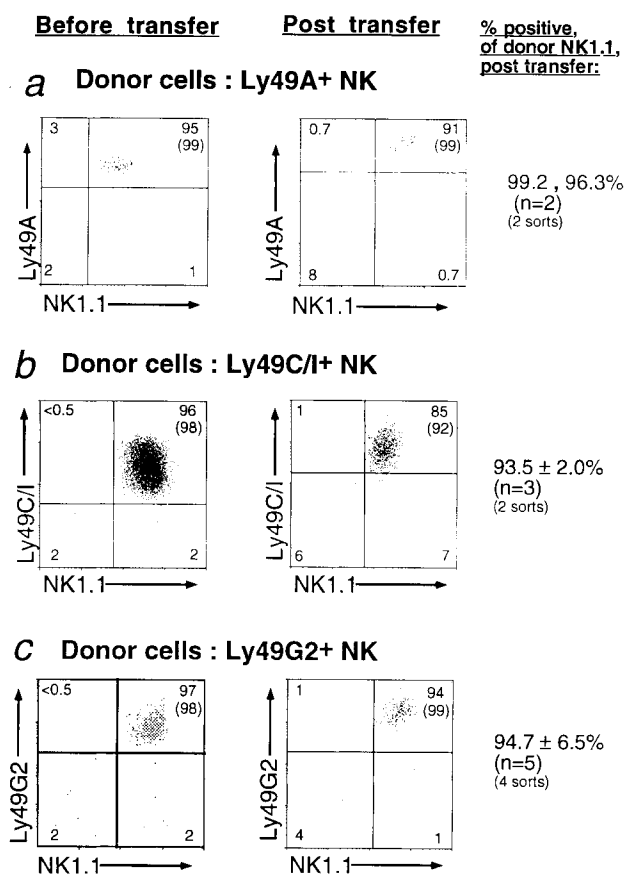 Before transfer
Post transfer
% positive,
of donor NK1.1,
post transfer:
a Donor cells : Ly49A+ NK
3
95
(99)
2
1
Ly49A
NK1.1
0.7
91
(99)
8
0.7
Ly49A
NK1.1
99.2 , 96.3%
(n=2)
(2 sorts)
b Donor cells : Ly49C/I+ NK
<0.5
96
(98)
2
2
Ly49C/I
NK1.1
1
85
(92)
6
7
Ly49C/I
NK1.1
93.5 ± 2.0%
(n=3)
(2 sorts)
c Donor cells : Ly49G2+ NK
<0.5
97
(98)
2
2
Ly49G2
NK1.1
1
94
(99)
4
1
Ly49G2
NK1.1
94.7 ± 6.5%
(n=5)
(4 sorts)